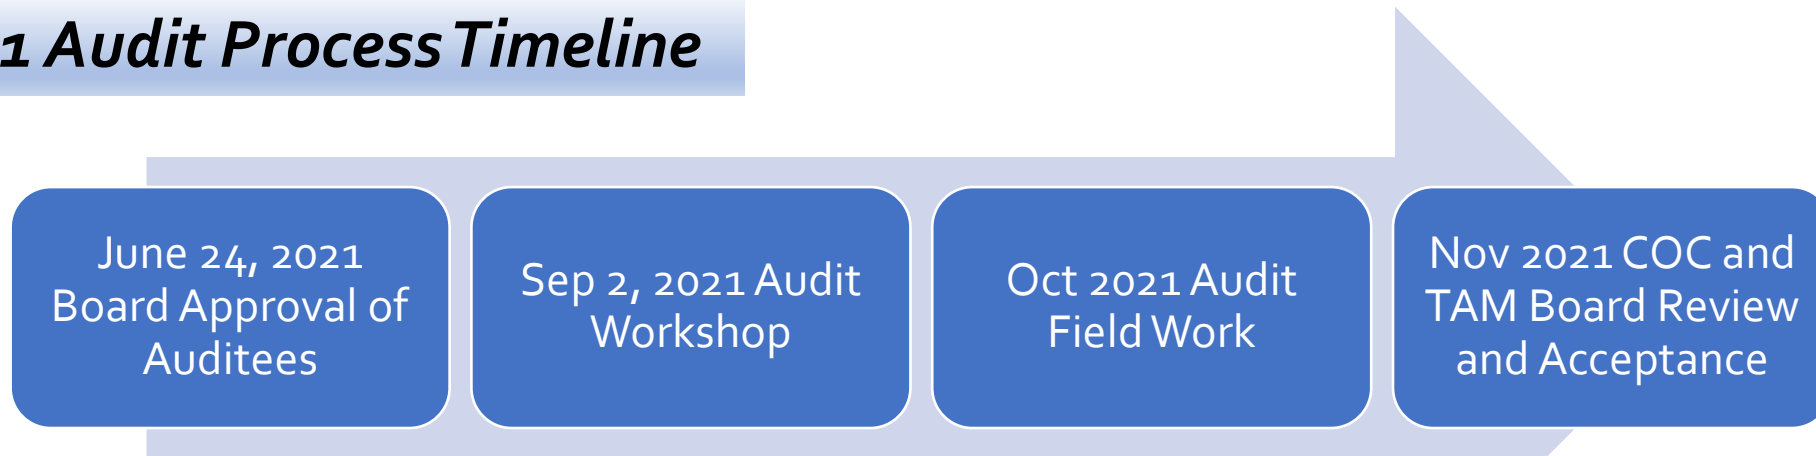 1 Audit Process Timeline
June 24, 2021
Board Approval of
Auditees
Sep 2, 2021 Audit
Workshop
Oct 2021 Audit
Field Work
Nov 2021 COC and
TAM Board Review
and Acceptance